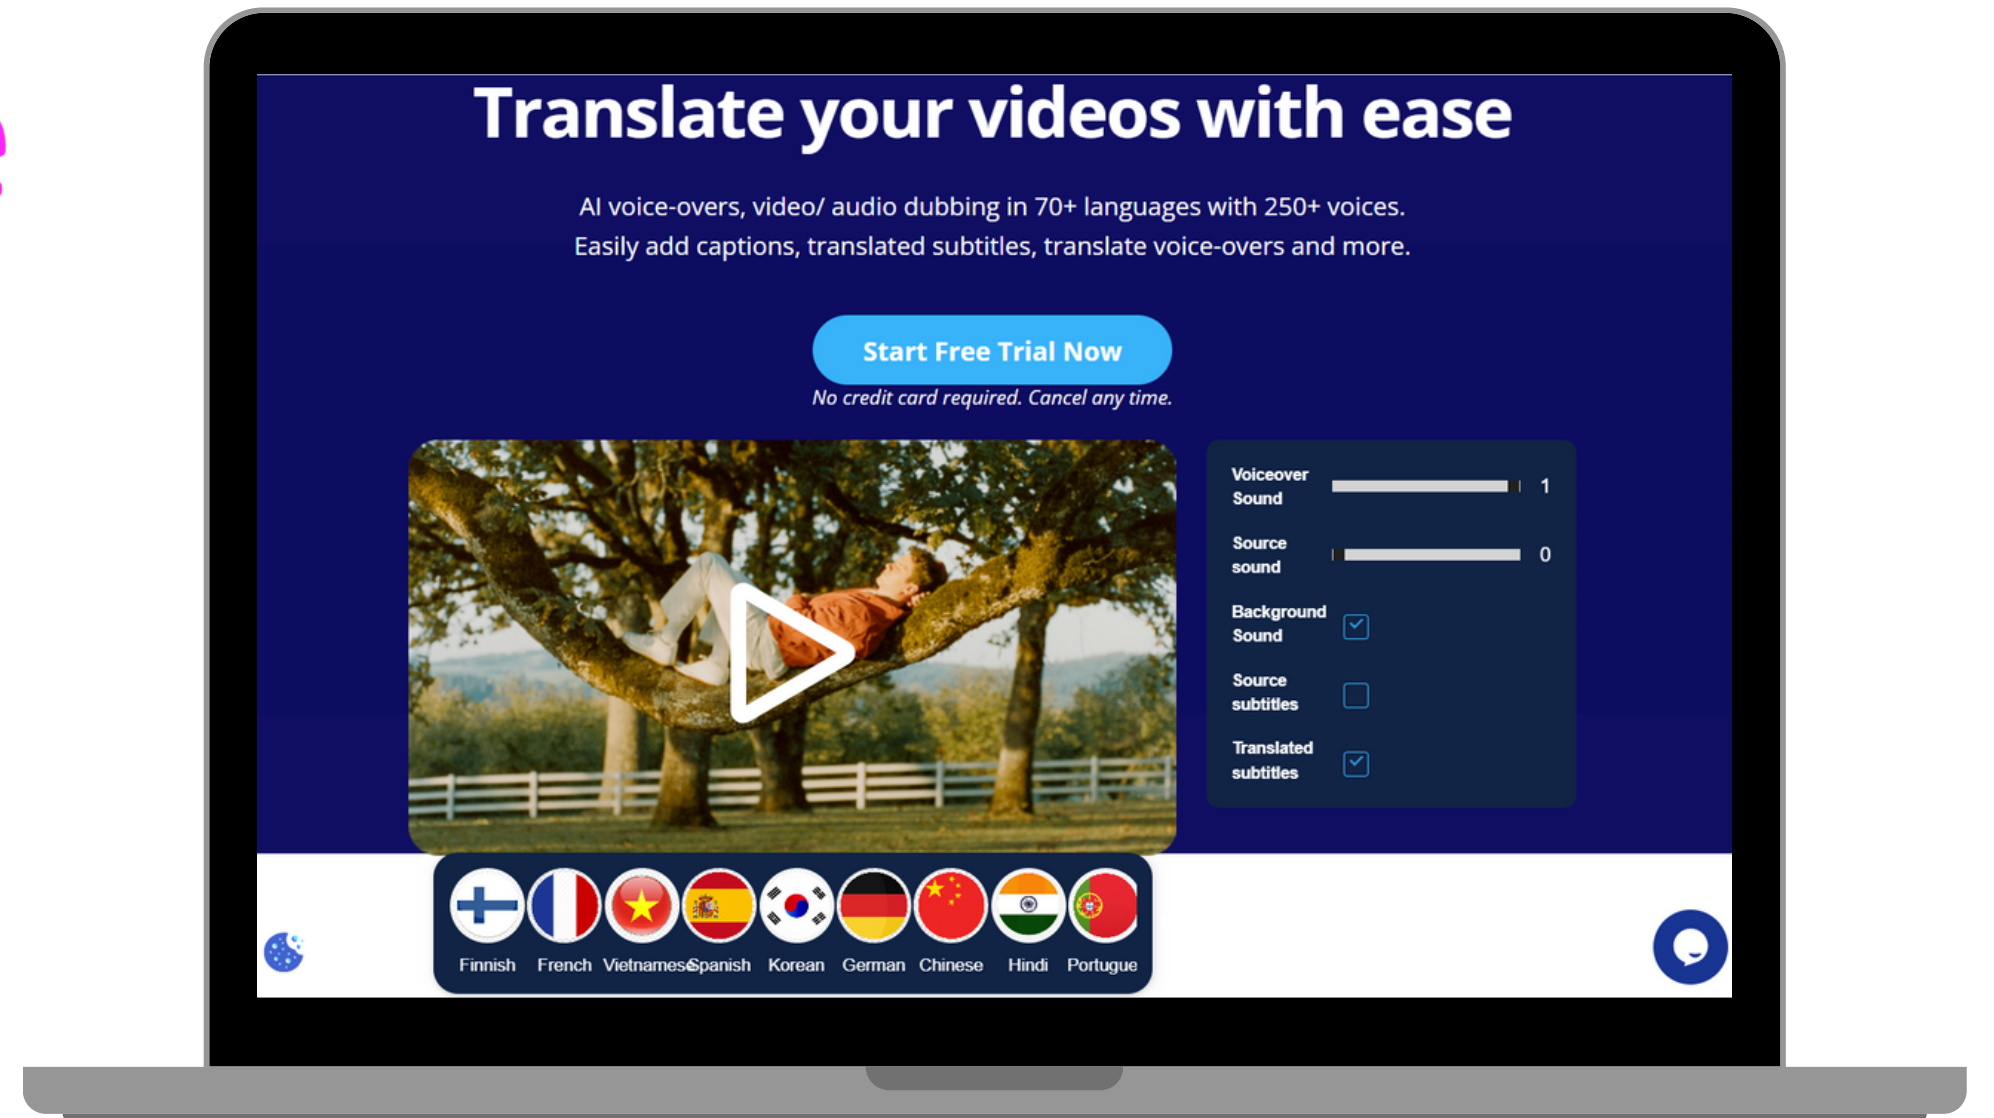 Translate your videos with ease
AI voice-overs, video/ audio dubbing in 70+ languages with 250+ voices.
Easily add captions, translated subtitles, translate voice-overs and more.
Start Free Trial Now
No credit card required. Cancel any time.
Voiceover
Sound
1
Source
sound
0
Background
Sound
Source
subtitles
Translated
subtitles
Finnish French Vietnamese Spanish Korean German Chinese Hindi Portugue